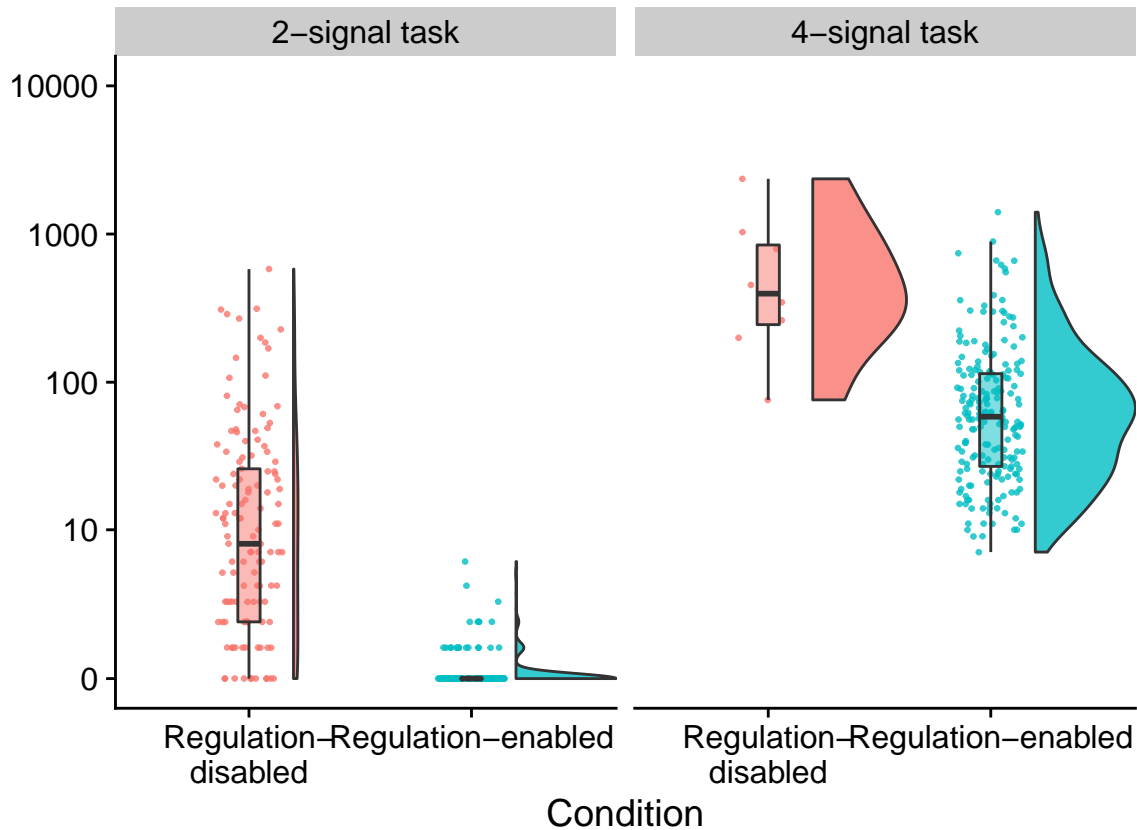 2−signal task
4−signal task
10000
1000
100
10
0
Regulation−
disabled
Regulation−enabled
Regulation−
disabled
Regulation−enabled
Condition